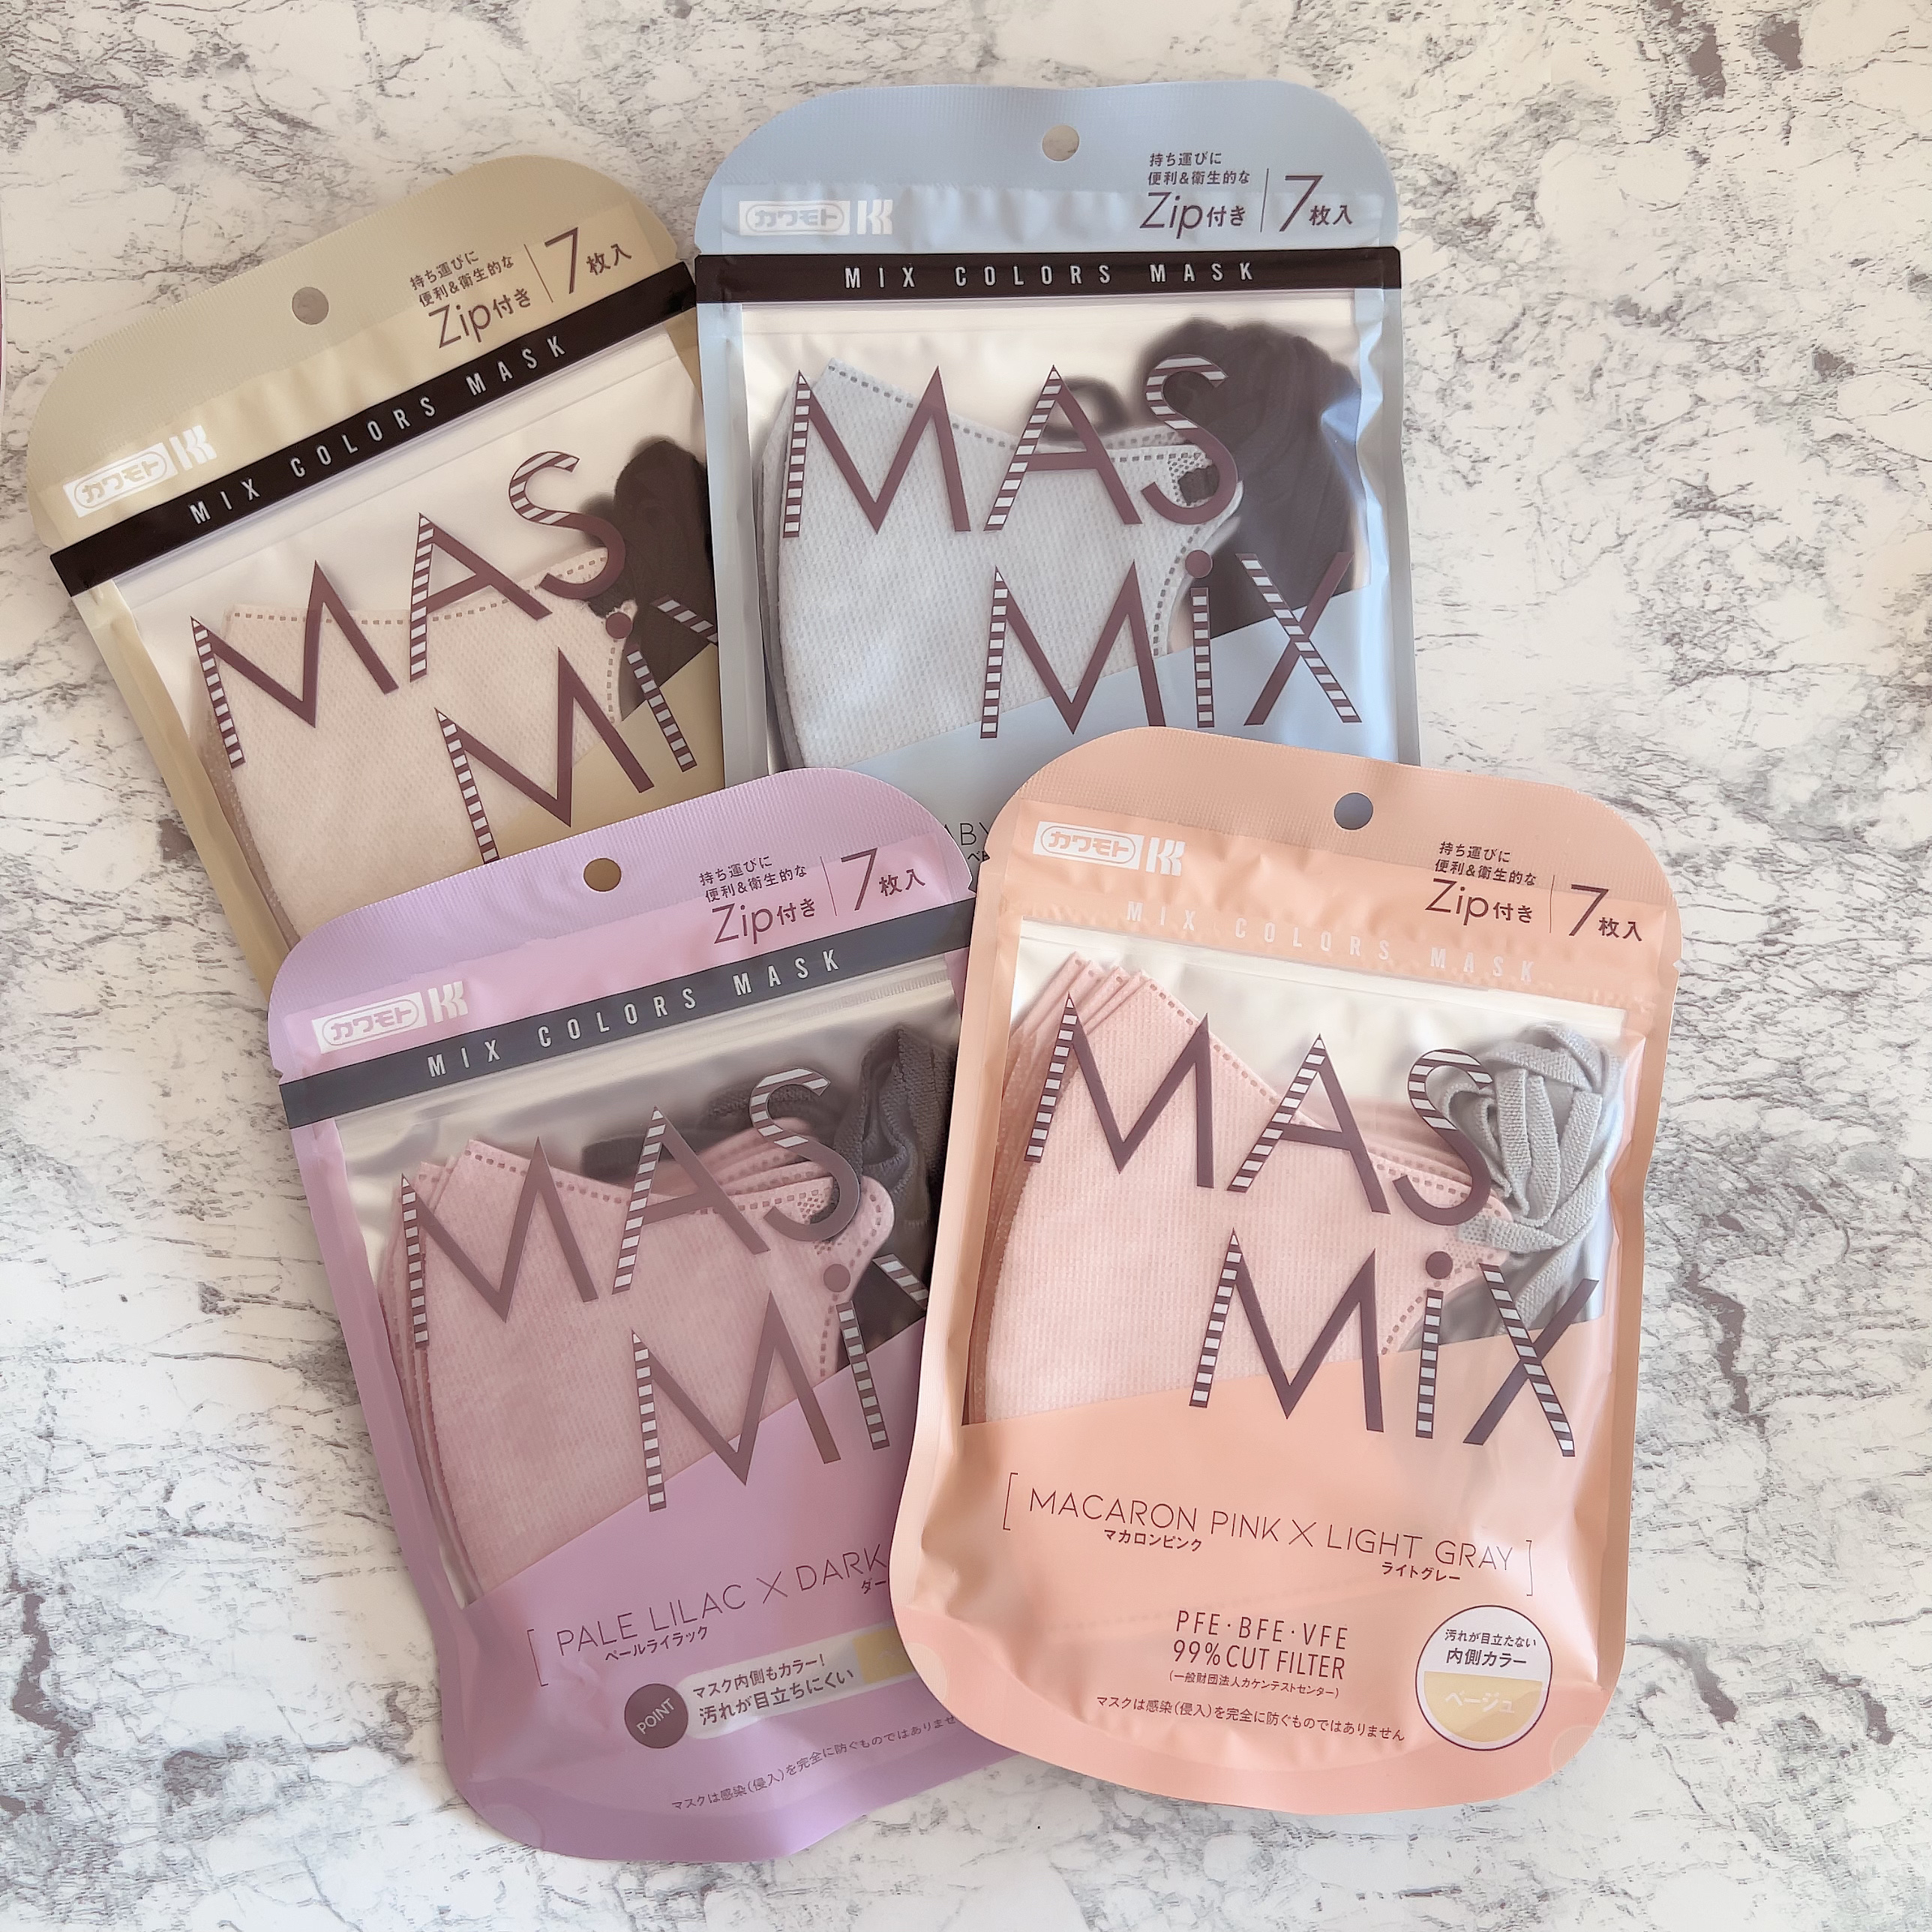 持ち運びに
便利&衛生的な
Zip付き
7枚入
カワモト
MIX COLORS MASK
MAS
Mi
持ち運びに
便利&衛生的な
Zip付き
7枚入
カワモト
MIX COLORS MASK
MAS
MiX
持ち運びに
便利&衛生的な
Zip付き
7枚入
カワモト
MIX COLORS MASK
MAS
Mi
[ PALE LILAC X DARK
ペールライラック
POINT
マスク内側もカラー!
汚れが目立ちにくい
マスクは感染(侵入)を完全に防ぐものではありませ
持ち運びに
便利&衛生的な
Zip付き
7枚入
カワモト
MIX COLORS MASK
MAS
MiX
[ MACARON PINK X LIGHT GRAY ]
マカロンピンク ライトグレー
PFE・BFE・VFE
99%CUT FILTER
(一般財団法人カケンテストセンター)
マスクは感染(侵入)を完全に防ぐものではありません
汚れが目立たない
内側カラー
ベージュ